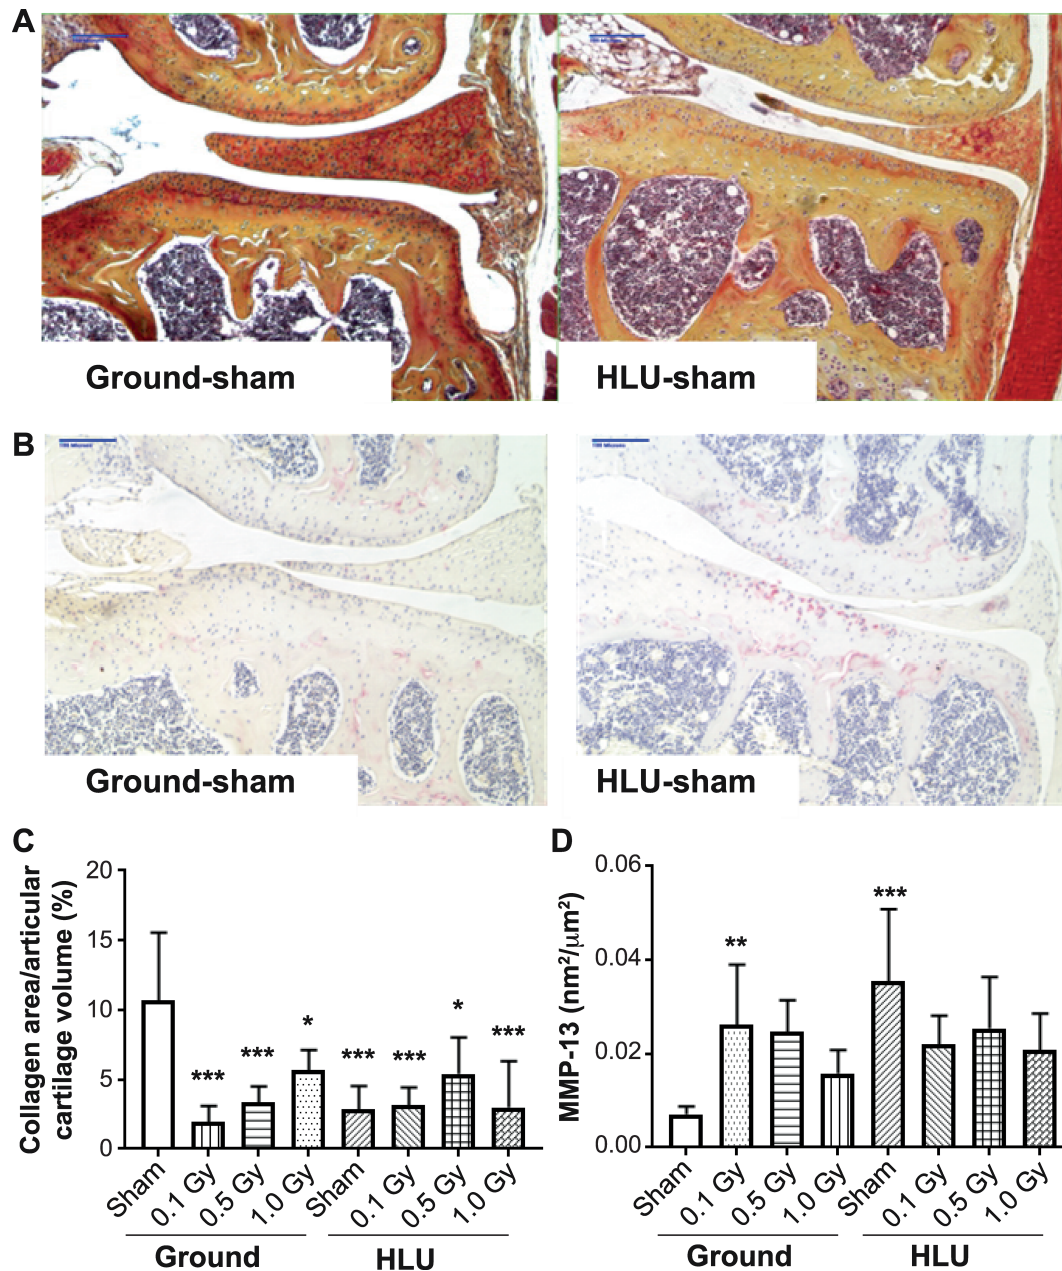 A
Ground-sham
HLU-sham
B
Ground-sham
HLU-sham
C
Collagen area/articular
cartilage volume (%)
20
15
10
5
0
***
***
*
***
***
*
***
Sham
0.1 Gy
0.5 Gy
1.0 Gy
Sham
0.1 Gy
0.5 Gy
1.0 Gy
Ground
HLU
D
MMP-13 (nm²/µm²)
0.06
0.04
0.02
0.00
**
***
Sham
0.1 Gy
0.5 Gy
1.0 Gy
Sham
0.1 Gy
0.5 Gy
1.0 Gy
Ground
HLU